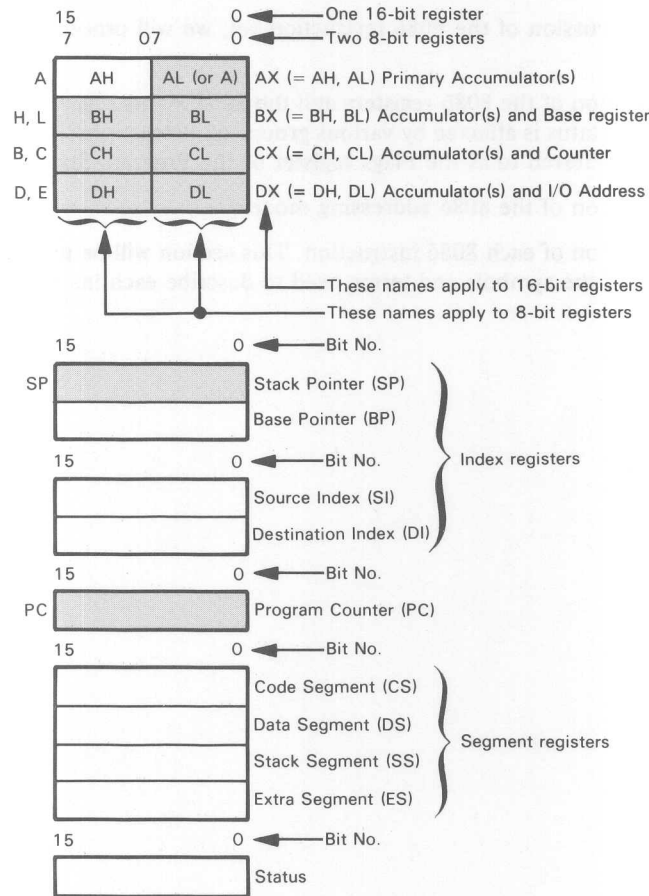 15 0 One 16-bit register
7 07 0 Two 8-bit registers
A AH AL (or A) AX (= AH, AL) Primary Accumulator(s)
H, L BH BL BX (= BH, BL) Accumulator(s) and Base register
B, C CH CL CX (= CH, CL) Accumulator(s) and Counter
D, E DH DL DX (= DH, DL) Accumulator(s) and I/O Address
These names apply to 16-bit registers
These names apply to 8-bit registers
15 0 Bit No.
SP Stack Pointer (SP)
Base Pointer (BP)
15 0 Bit No.
Index registers
Source Index (SI)
Destination Index (DI)
15 0 Bit No.
PC Program Counter (PC)
15 0 Bit No.
Code Segment (CS)
Data Segment (DS)
Segment registers
Stack Segment (SS)
Extra Segment (ES)
15 0 Bit No.
Status